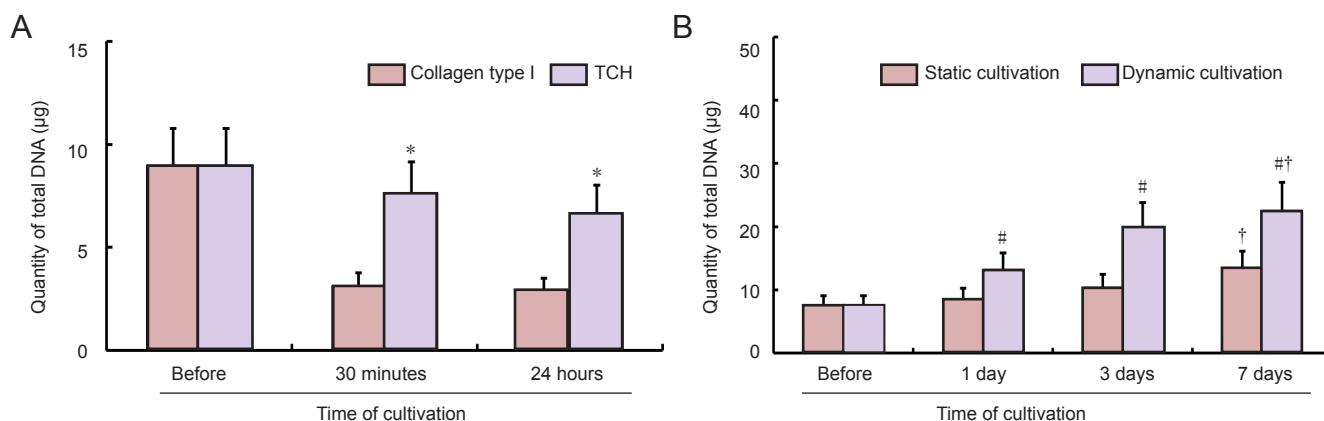 A
Quantity of total DNA (µg)
15
10
5
0
Collagen type I
TCH
*
*
Before
30 minutes
24 hours
Time of cultivation
B
Quantity of total DNA (µg)
50
40
30
20
10
0
Static cultivation
Dynamic cultivation
#
#
†
#†
Before
1 day
3 days
7 days
Time of cultivation